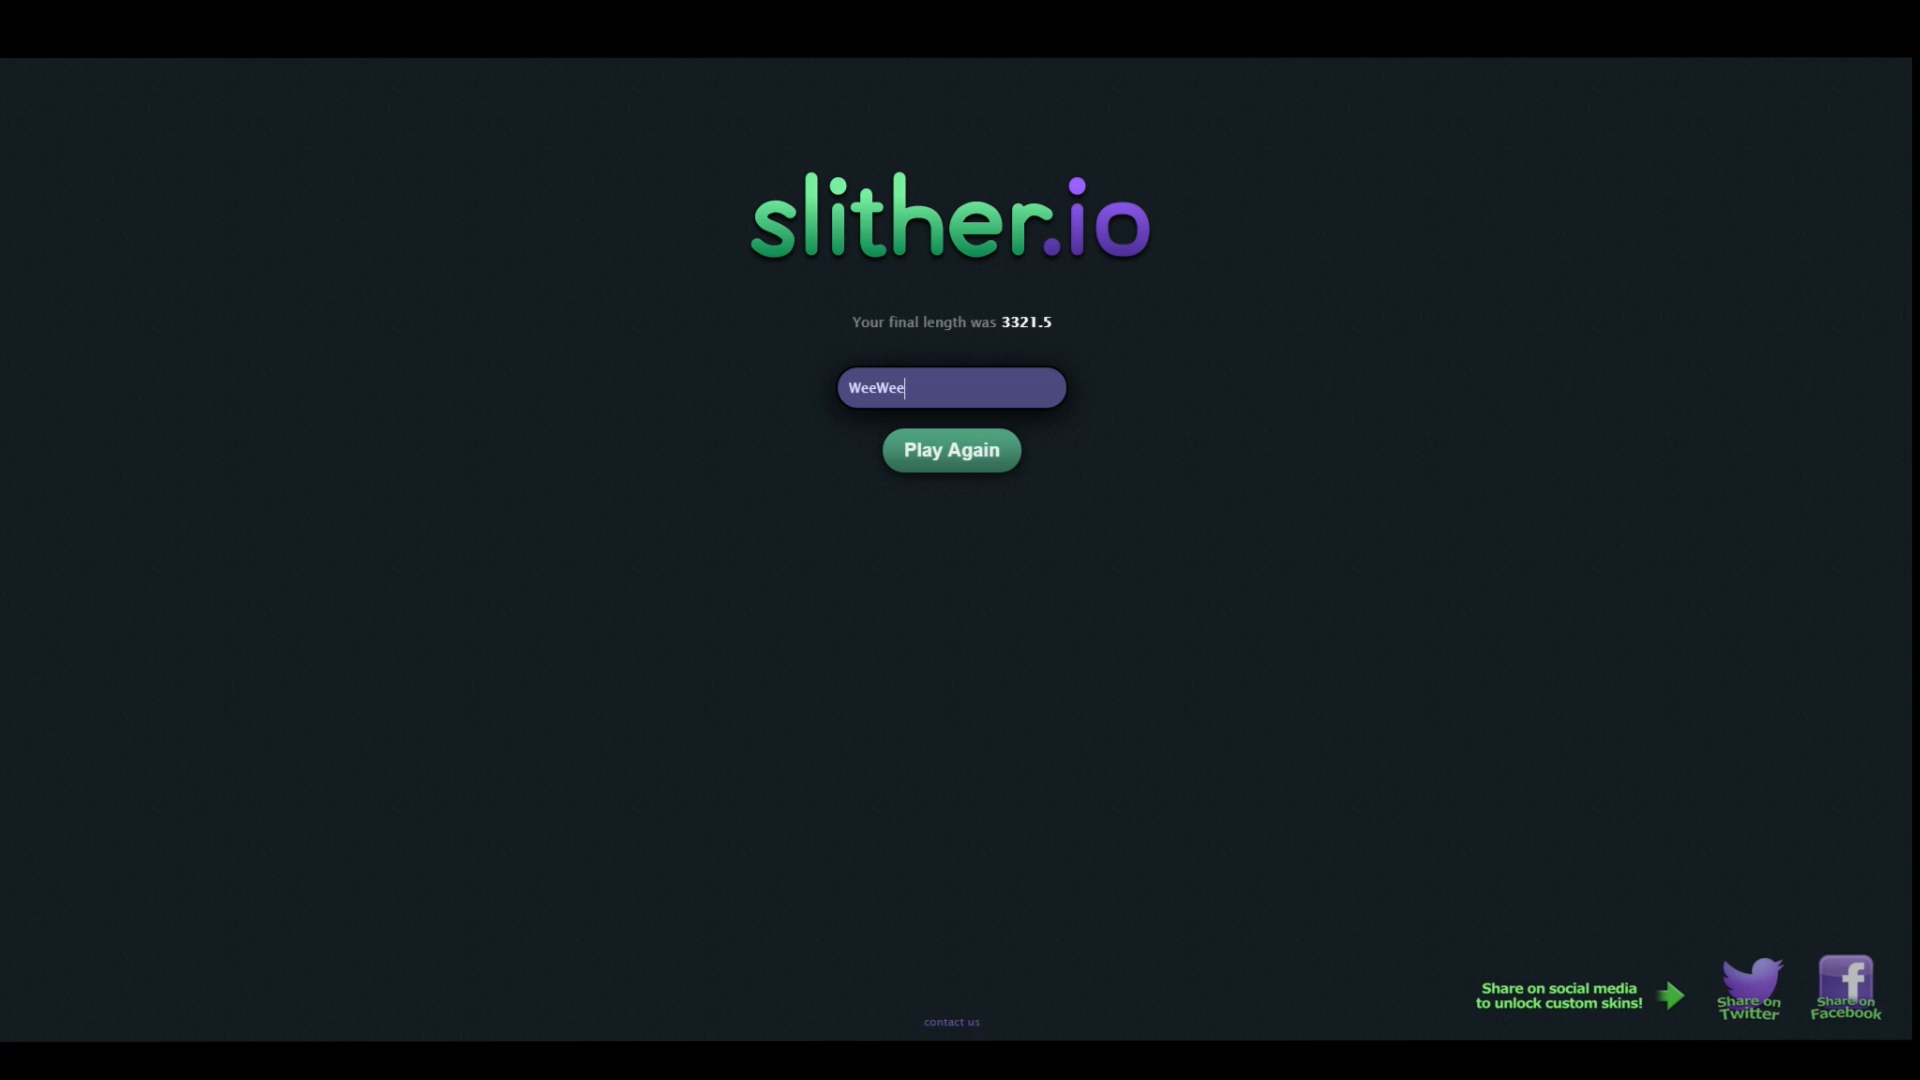 slither.io
Your final length was 3321.5
WeeWee
Play Again
Share on social media
to unlock custom skins!
Share on
Twitter
f
Share on
Facebook
contact us